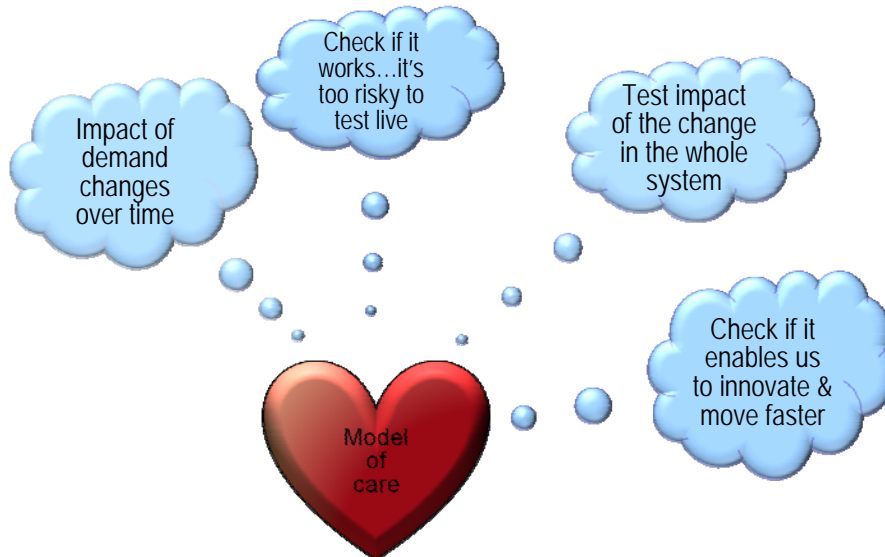 Impact of
demand
changes
over time
Check if it
works...it's
too risky to
test live
Test impact
of the change
in the whole
system
Check if it
enables us
to innovate &
move faster
Model
of
care